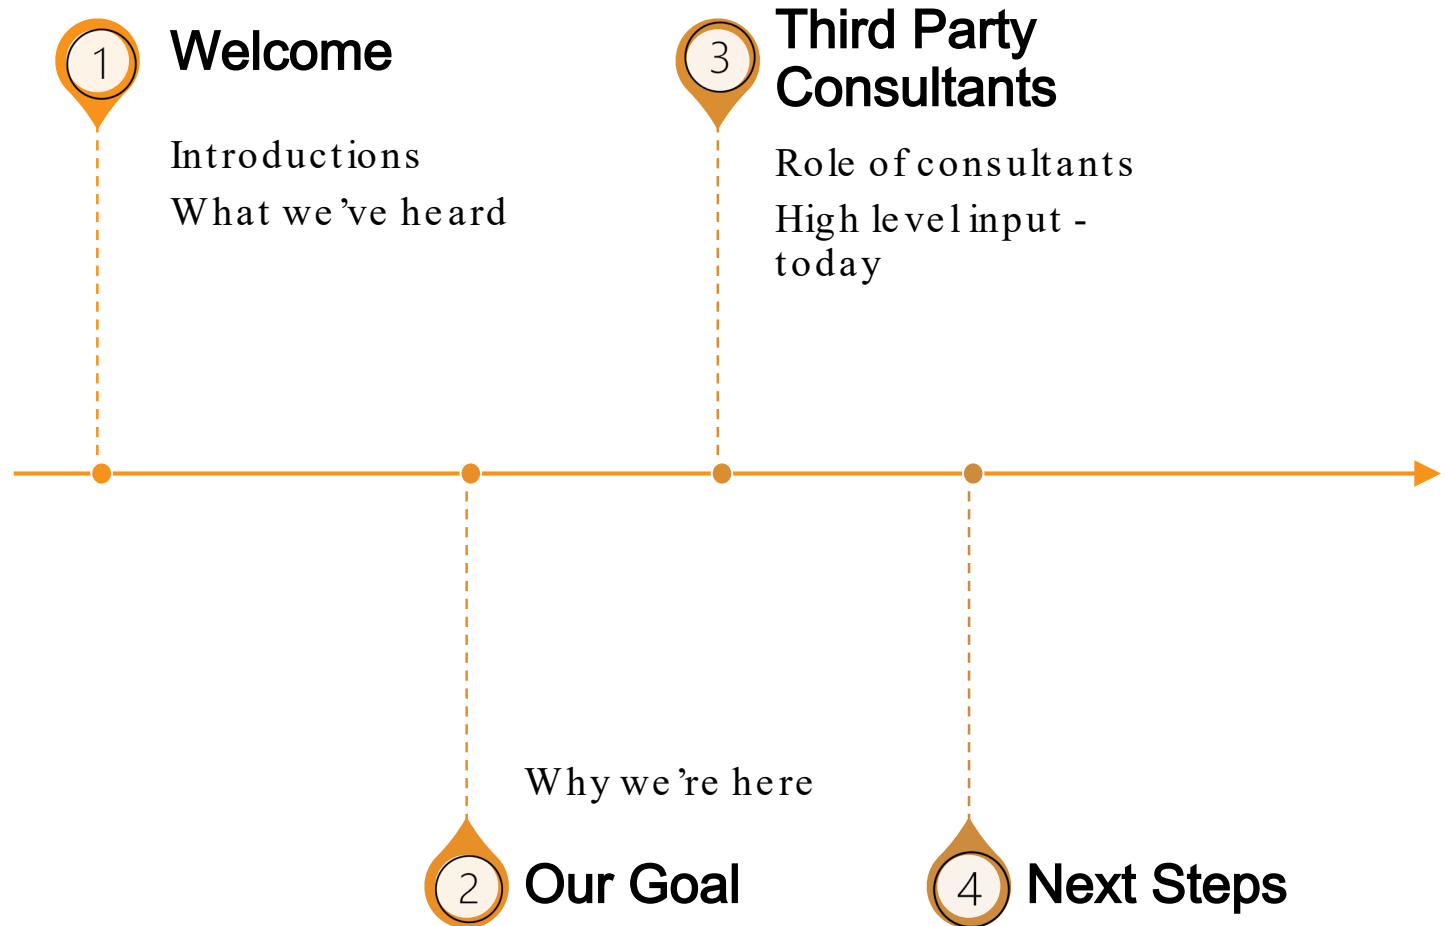 1
Welcome
Introductions
What we’ve heard
3
Third Party
Consultants
Role of consultants
High level input -
today
Why we’re here
2
Our Goal
4
Next Steps